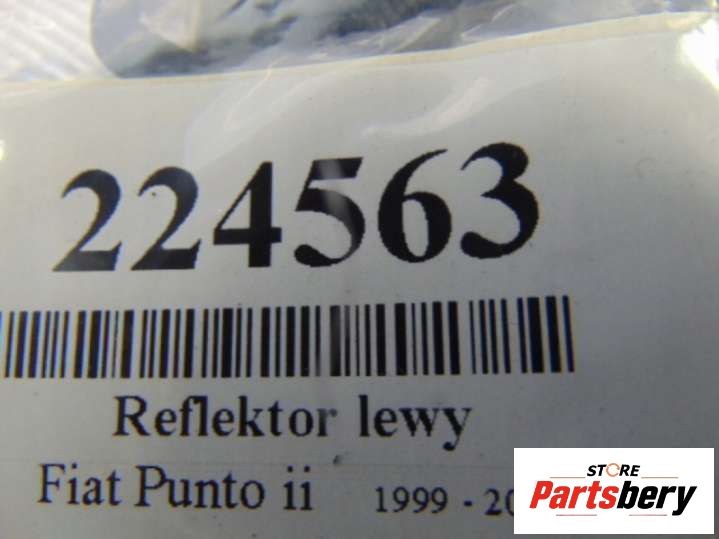 224563
Reflektor lewy
Fiat Punto ii 1999 - 20
STORE
Partsbery